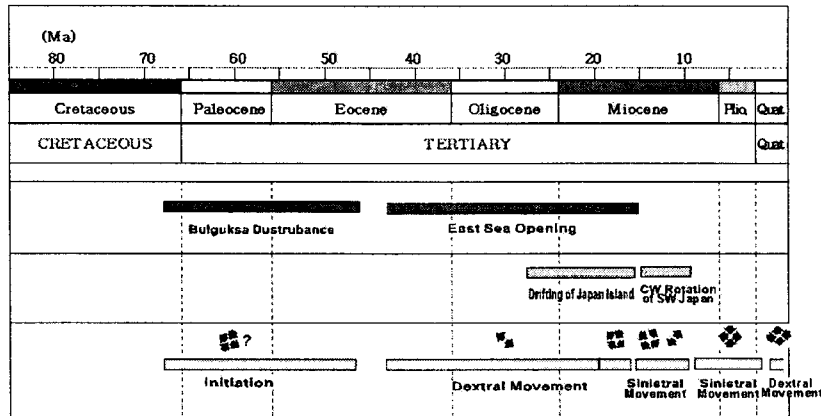 (Ma)
80 70 60 50 40 30 20 10
Cretaceous Paleocene Eocene Oligocene Miocene Plio. Quat.
CRETACEOUS TERTIARY Quat.
Bulguksa Dustrubance
East Sea Opening
Drifting of Japan Island
CW Rotation
of SW Japan
?
Initiation
Dextral Movement
Sinistral
Movement
Sinistral
Movement
Dextral
Movement